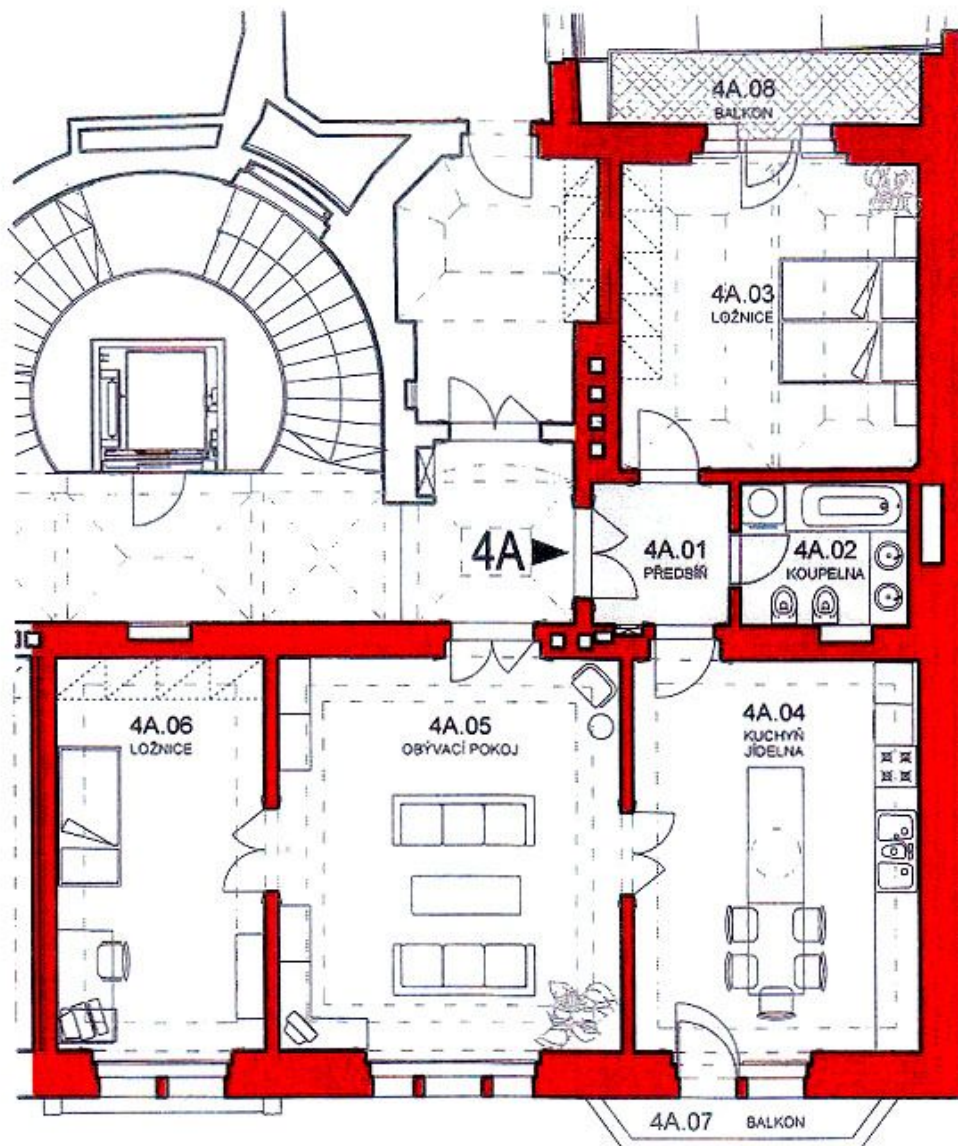 4A.08
BALKON
4A.03
LOŽNICE
4A
4A.01
PŘEDSÍŇ
4A.02
KOUPELNA
4A.06
LOŽNICE
4A.05
OBÝVACÍ POKOJ
4A.04
KUCHYŇ
JÍDELNA
4A.07 BALKON